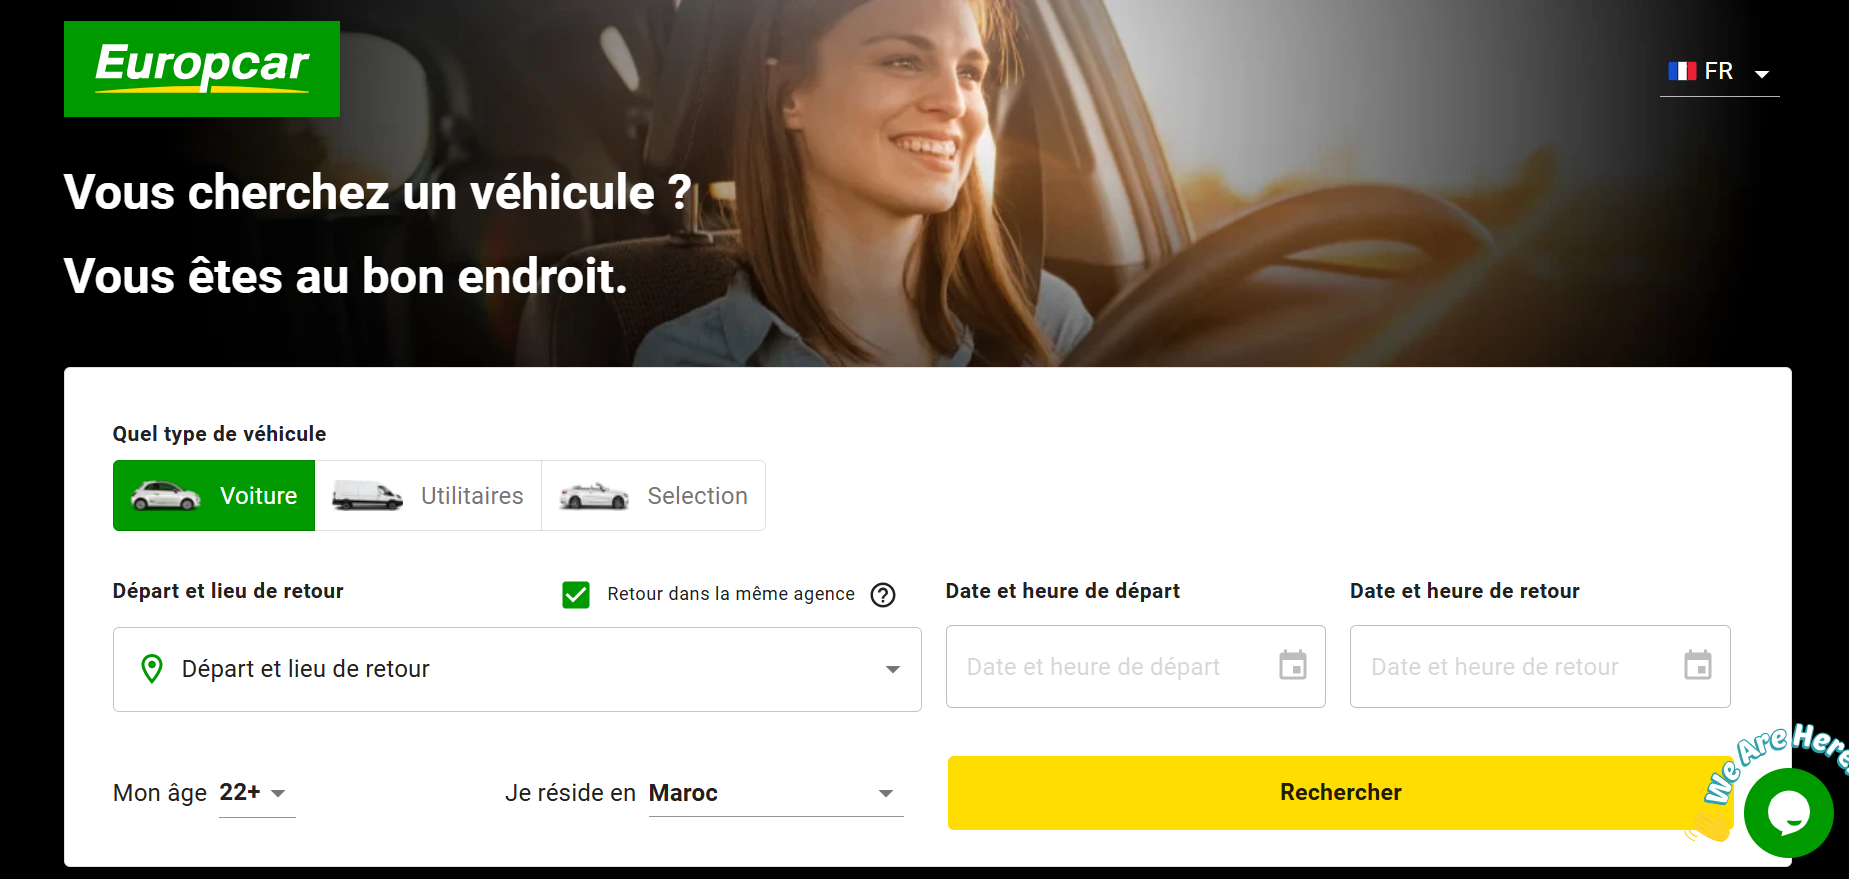 Europcar
FR
Vous cherchez un véhicule ?
Vous êtes au bon endroit.
Quel type de véhicule
Voiture
Utilitaires
Selection
Départ et lieu de retour
Retour dans la même agence
Date et heure de départ
Date et heure de retour
Départ et lieu de retour
Date et heure de départ
Date et heure de retour
Mon âge 22+
Je réside en Maroc
Rechercher
We Are Here